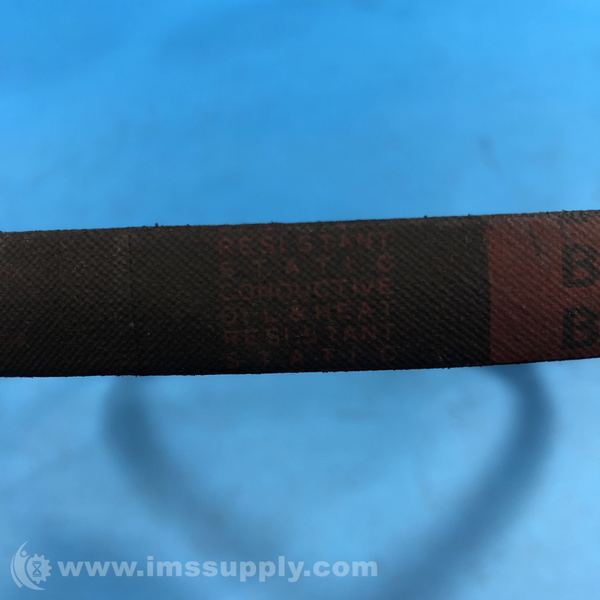 RESISTANT
STATIC
CONDUCTIVE
OIL & HEAT
RESISTANT
STATIC
B
www.imssupply.com